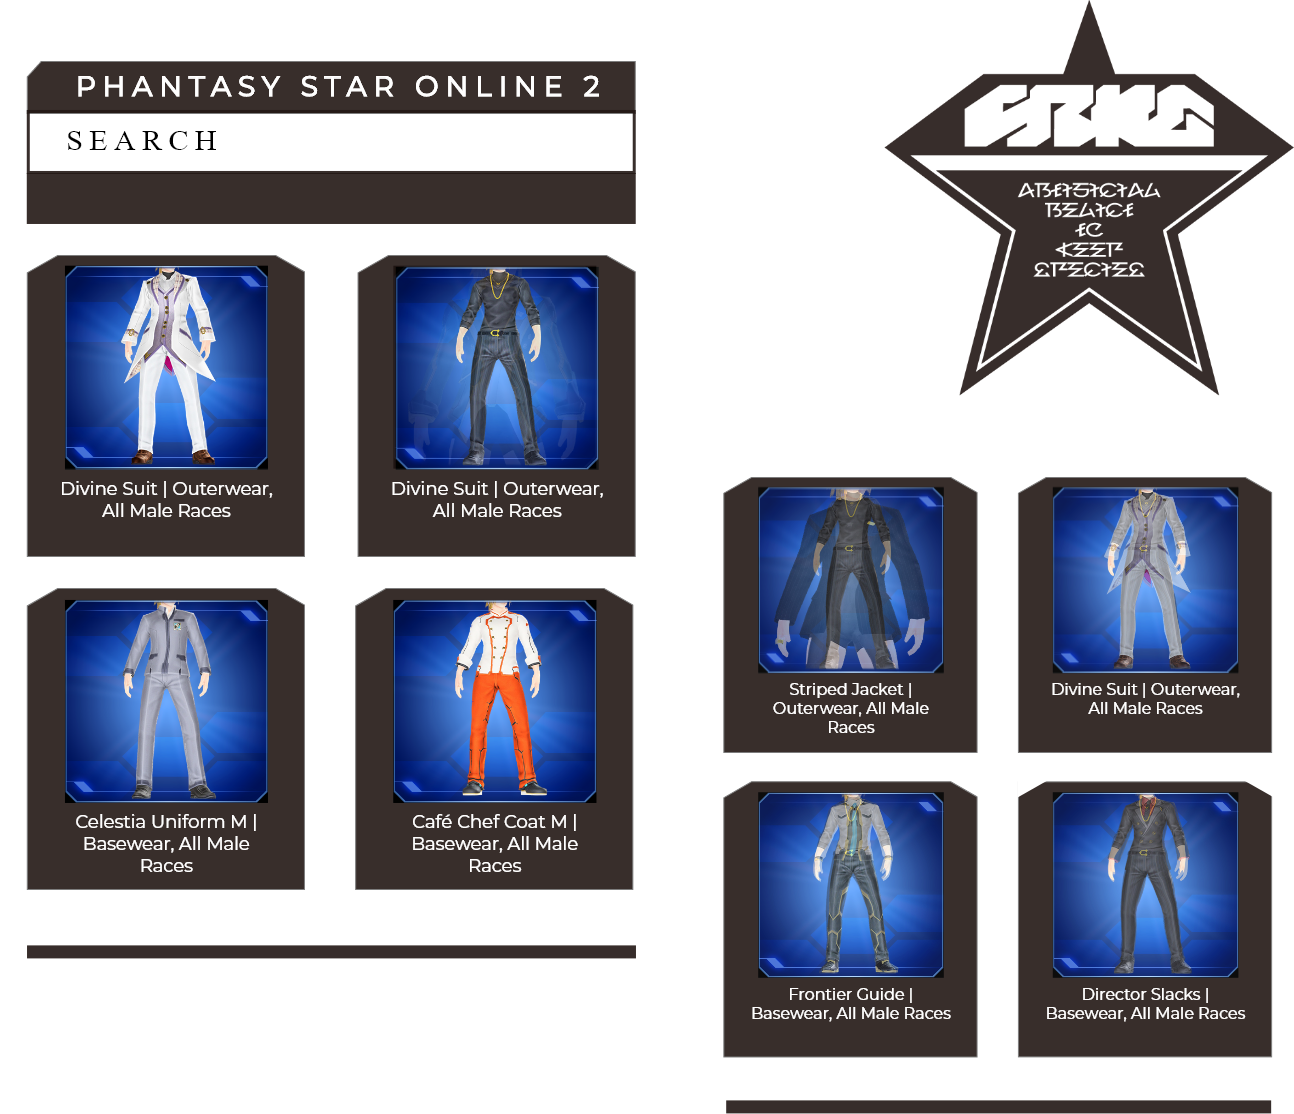 PHANTASY STAR ONLINE 2
SEARCH
Divine Suit | Outerwear,
All Male Races
Divine Suit | Outerwear,
All Male Races
Celestia Uniform M |
Basewear, All Male
Races
Café Chef Coat M |
Basewear, All Male
Races
Striped Jacket |
Outerwear, All Male
Races
Divine Suit | Outerwear,
All Male Races
Frontier Guide |
Basewear, All Male Races
Director Slacks |
Basewear, All Male Races